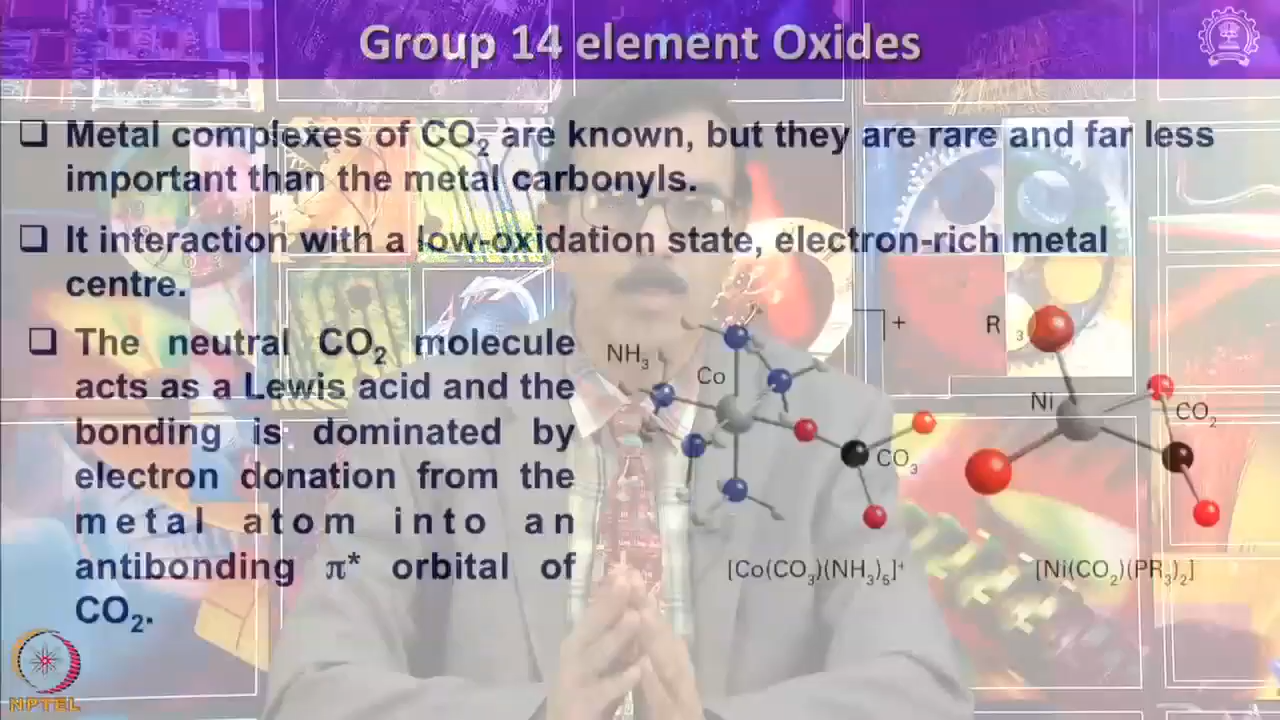 Group 14 element Oxides
❑ Metal complexes of CO₂ are known, but they are rare and far less
important than the metal carbonyls.
❑ It interaction with a low-oxidation state, electron-rich metal
centre.
❑ The neutral CO₂ molecule
acts as a Lewis acid and the
bonding is dominated by
electron donation from the
metal atom into an
antibonding π* orbital of
CO₂.
NH₃
Co
CO₃
+
[Co(CO₃)(NH₃)₅]⁺
R
3
Ni
CO₂
[Ni(CO₂)(PR₃)₂]
NPTEL